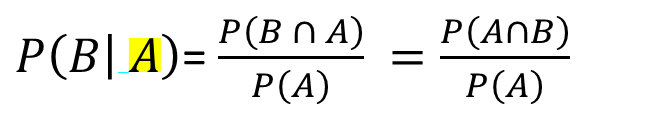 P(B| A)= P(B ∩ A) / P(A) = P(A∩B) / P(A)